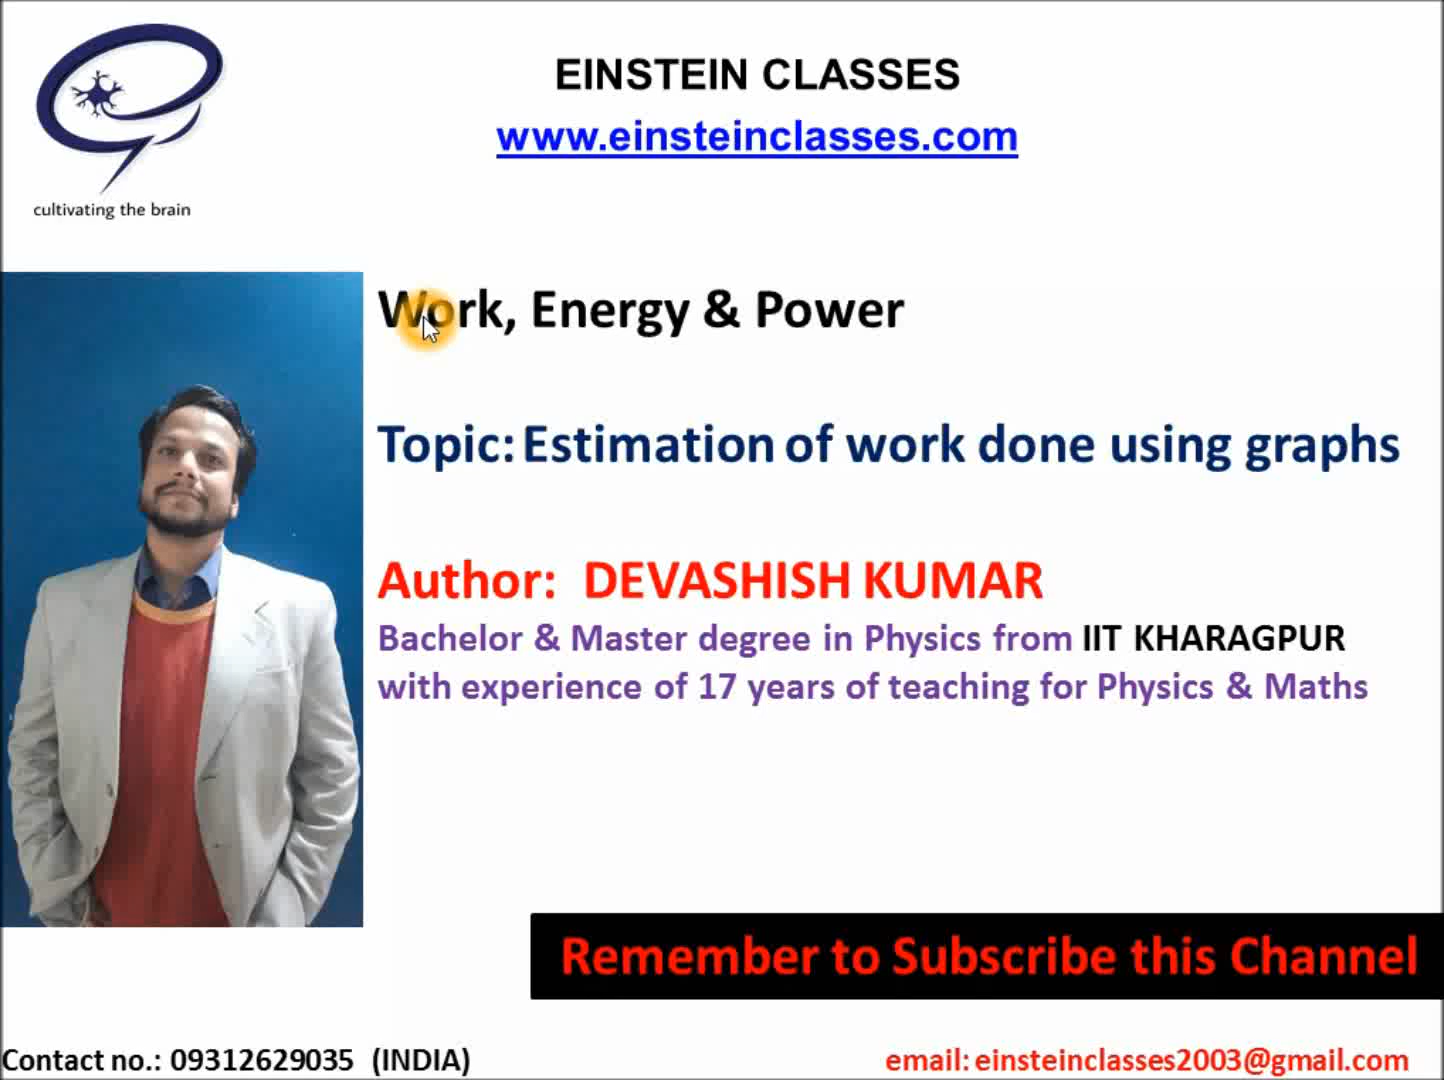 EINSTEIN CLASSES
www.einsteinclasses.com
cultivating the brain
Work, Energy & Power
Topic: Estimation of work done using graphs
Author: DEVASHISH KUMAR
Bachelor & Master degree in Physics from IIT KHARAGPUR
with experience of 17 years of teaching for Physics & Maths
Remember to Subscribe this Channel
Contact no.: 09312629035 (INDIA)
email: einsteinclasses2003@gmail.com